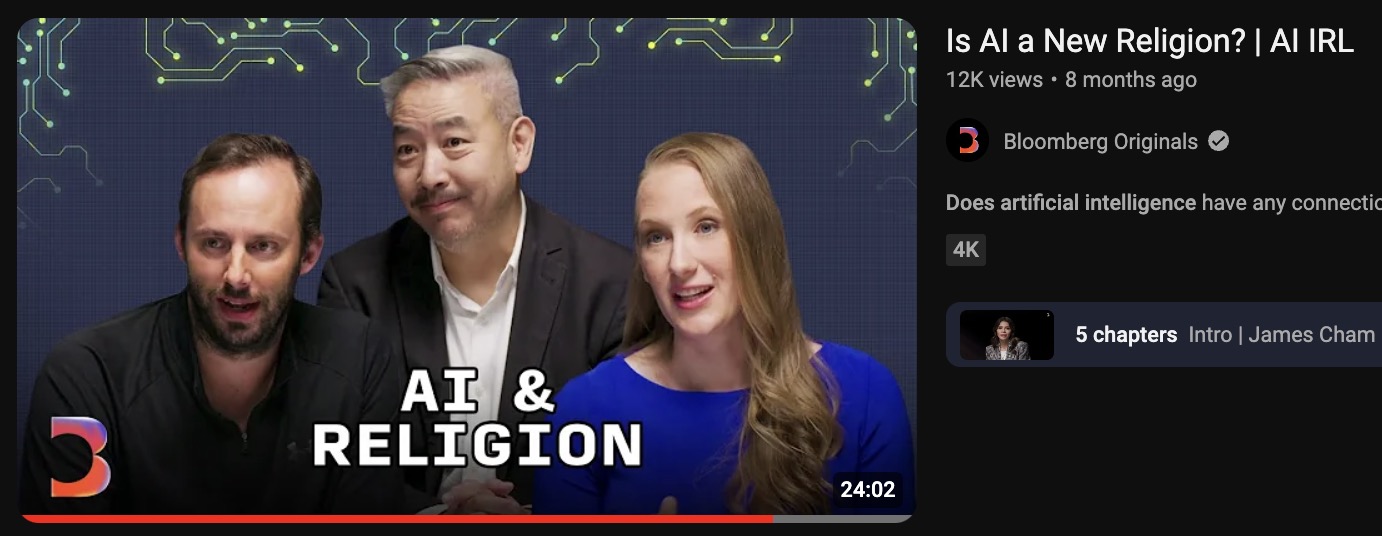 AI &
RELIGION
24:02
Is AI a New Religion? | AI IRL
12K views • 8 months ago
Bloomberg Originals
Does artificial intelligence have any connectio
4K
5 chapters Intro | James Cham